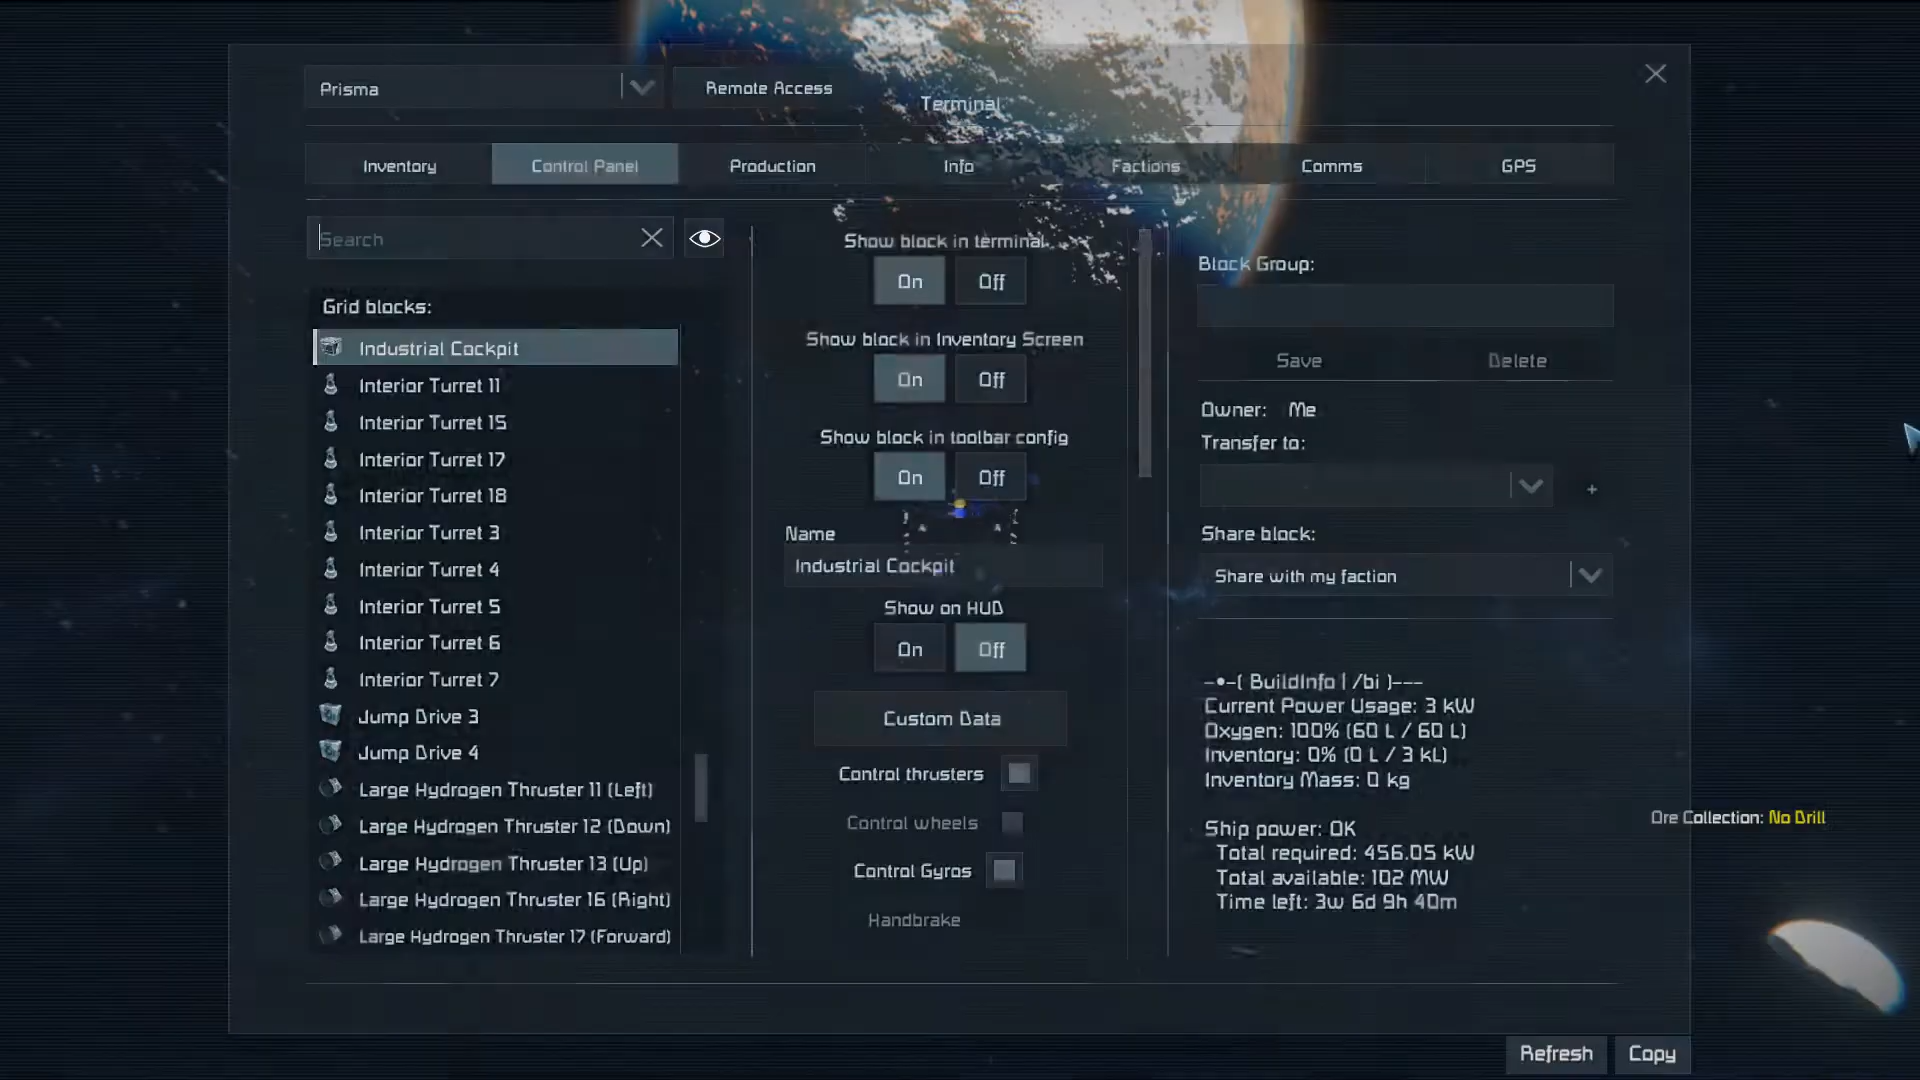 Prisma
Remote Access
Terminal
Inventory
Control Panel
Production
Info
Factions
Comms
GPS
Search
Grid blocks:
Industrial Cockpit
Interior Turret 11
Interior Turret 15
Interior Turret 17
Interior Turret 18
Interior Turret 3
Interior Turret 4
Interior Turret 5
Interior Turret 6
Interior Turret 7
Jump Drive 3
Jump Drive 4
Large Hydrogen Thruster 11 (Left)
Large Hydrogen Thruster 12 (Down)
Large Hydrogen Thruster 13 (Up)
Large Hydrogen Thruster 16 (Right)
Large Hydrogen Thruster 17 (Forward)
Show block in terminal
On Off
Show block in Inventory Screen
On Off
Show block in toolbar config
On Off
Name
Industrial Cockpit
Show on HUD
On Off
Custom Data
Control thrusters
Control wheels
Control Gyros
Handbrake
Block Group:
Save Delete
Owner: Me
Transfer to:
+
Share block:
Share with my faction
-•-( BuildInfo | /bi )---
Current Power Usage: 3 kW
Oxygen: 100% (60 L / 60 L)
Inventory: 0% (0 L / 3 kL)
Inventory Mass: 0 kg
Ship power: OK
Total required: 456.05 kW
Total available: 102 MW
Time left: 3w 6d 9h 40m
Ore Collection: No Drill
Refresh
Copy